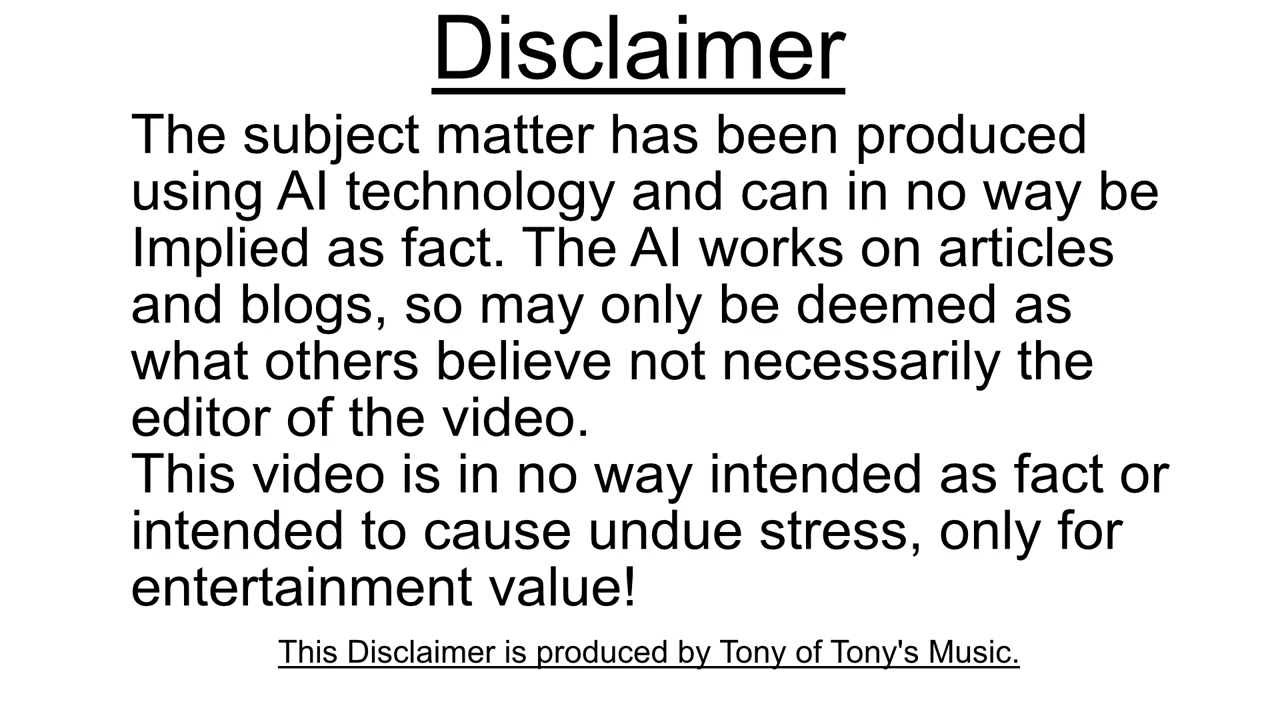 Disclaimer
The subject matter has been produced
using AI technology and can in no way be
Implied as fact. The AI works on articles
and blogs, so may only be deemed as
what others believe not necessarily the
editor of the video.
This video is in no way intended as fact or
intended to cause undue stress, only for
entertainment value!
This Disclaimer is produced by Tony of Tony's Music.